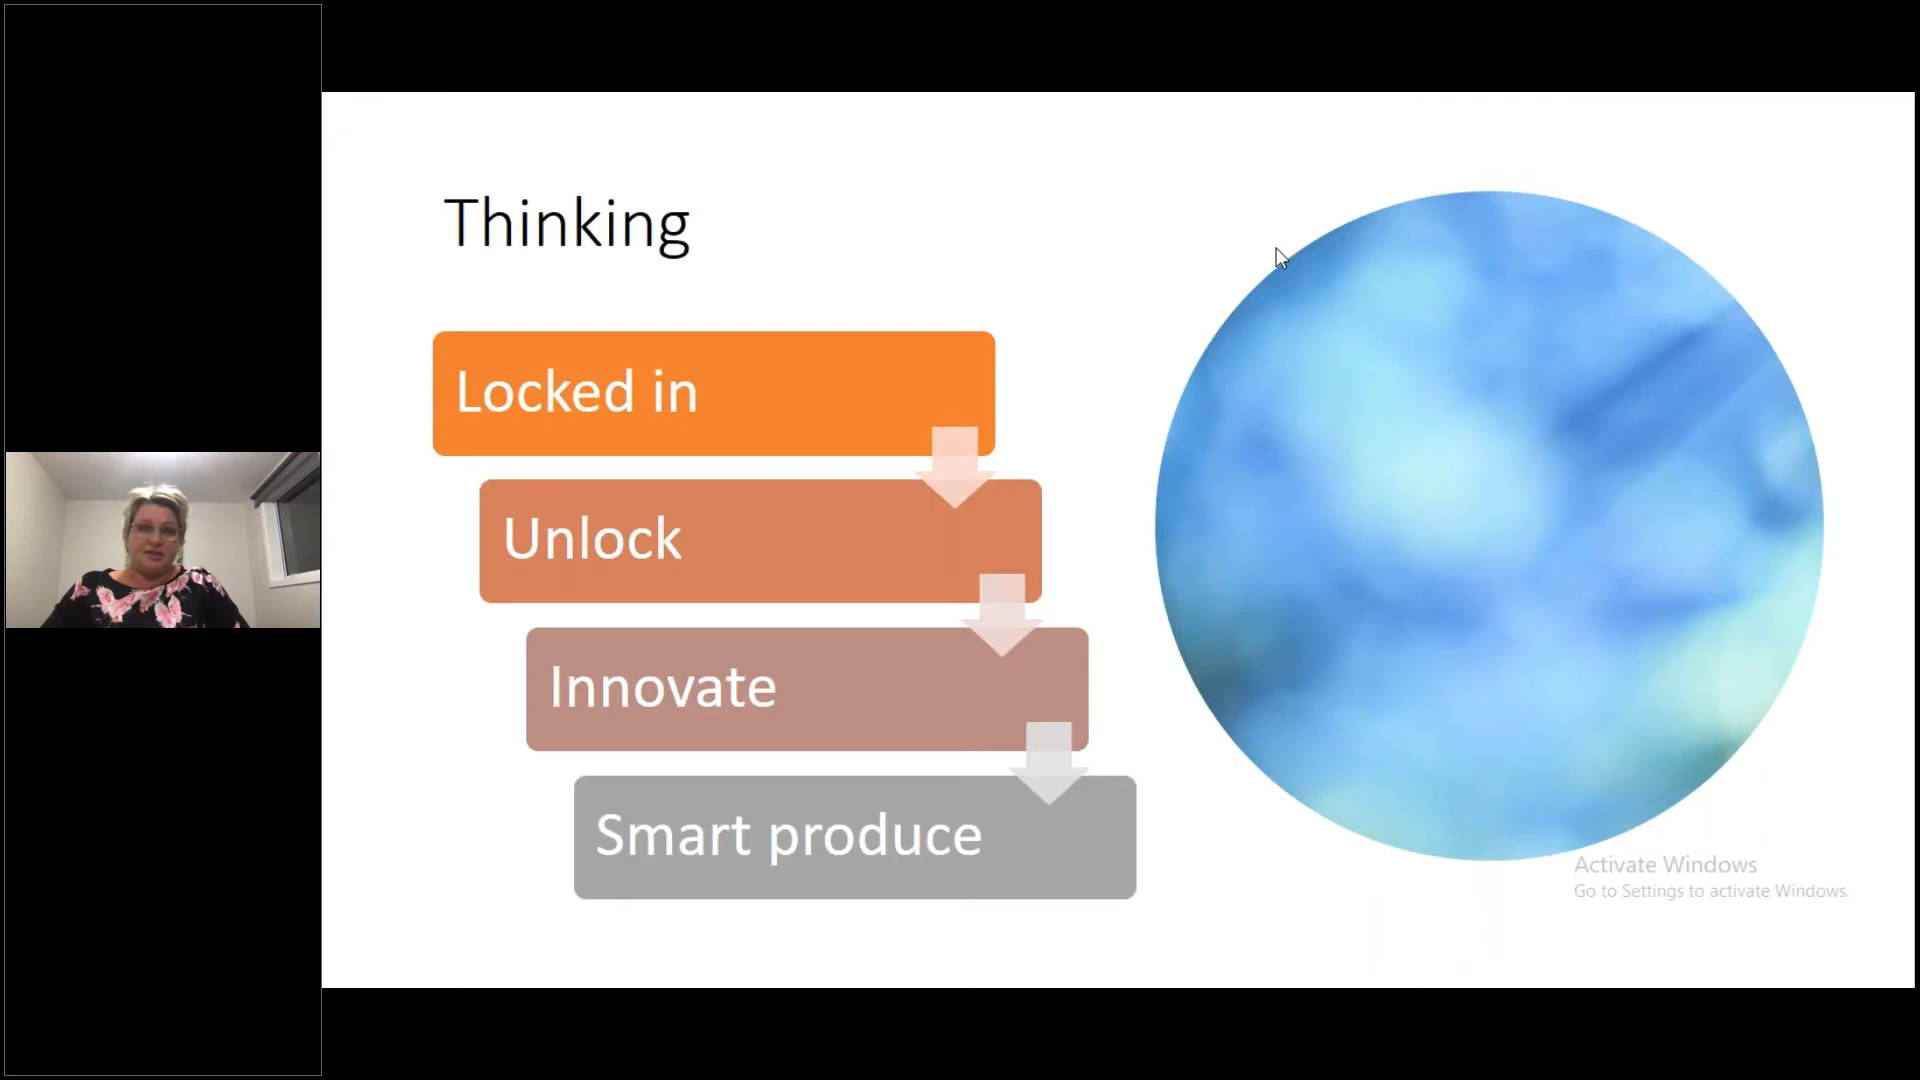 Thinking
Locked in
Unlock
Innovate
Smart produce
Activate Windows
Go to Settings to activate Windows.